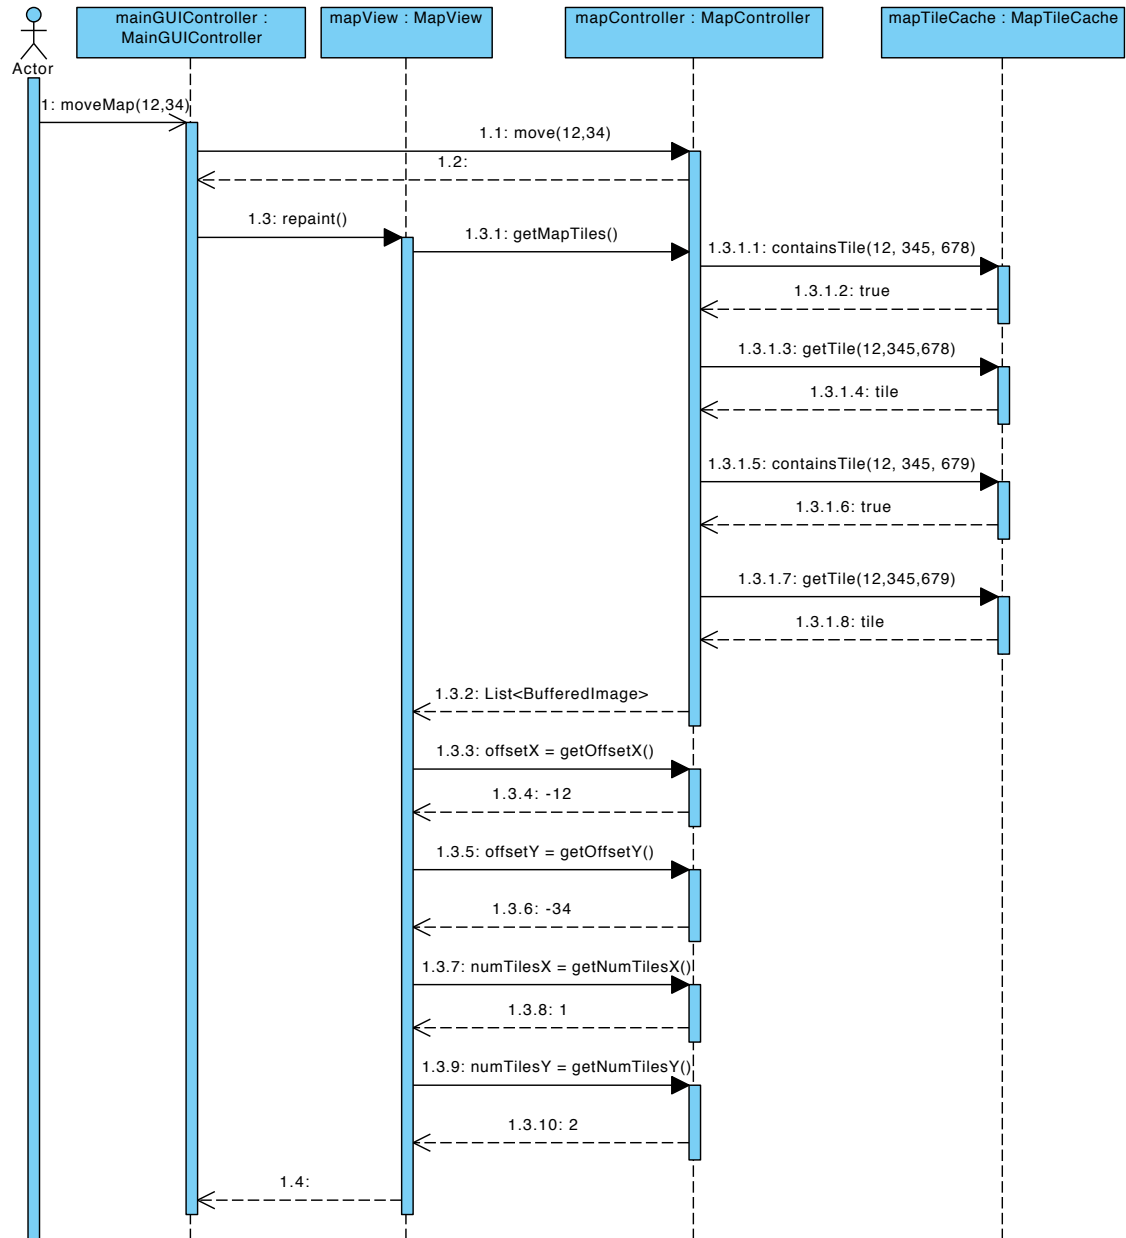 mainGUIController :
MainGUIController
mapView : MapView
mapController : MapController
mapTileCache : MapTileCache
Actor
1: moveMap(12,34)
1.1: move(12,34)
1.2:
1.3: repaint()
1.3.1: getMapTiles()
1.3.1.1: containsTile(12, 345, 678)
1.3.1.2: true
1.3.1.3: getTile(12,345,678)
1.3.1.4: tile
1.3.1.5: containsTile(12, 345, 679)
1.3.1.6: true
1.3.1.7: getTile(12,345,679)
1.3.1.8: tile
1.3.2: List<BufferedImage>
1.3.3: offsetX = getOffsetX()
1.3.4: -12
1.3.5: offsetY = getOffsetY()
1.3.6: -34
1.3.7: numTilesX = getNumTilesX()
1.3.8: 1
1.3.9: numTilesY = getNumTilesY()
1.3.10: 2
1.4: